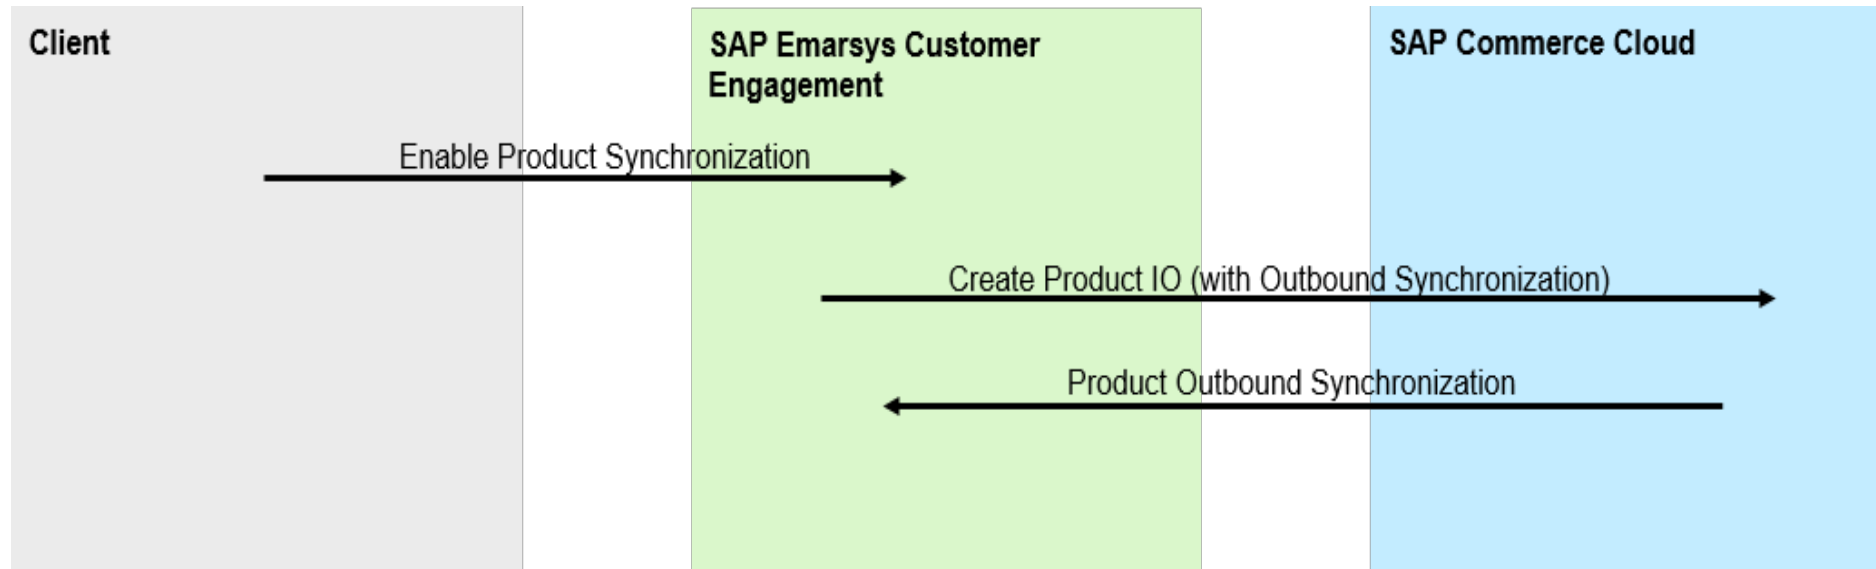 Client
SAP Emarsys Customer
Engagement
SAP Commerce Cloud
Enable Product Synchronization
Create Product IO (with Outbound Synchronization)
Product Outbound Synchronization